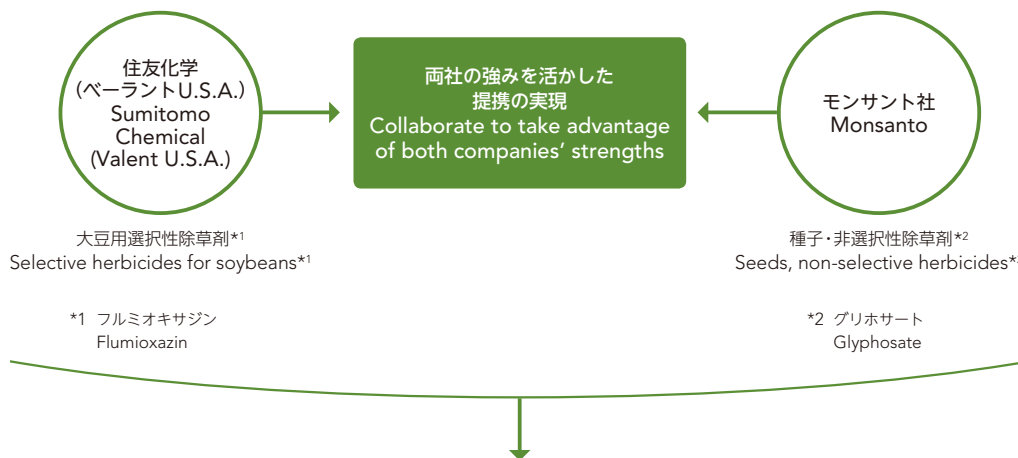 住友化学
(ベーラントU.S.A.)
Sumitomo
Chemical
(Valent U.S.A.)
両社の強みを活かした
提携の実現
Collaborate to take advantage
of both companies’ strengths
モンサント社
Monsanto
大豆用選択性除草剤*1
Selective herbicides for soybeans*1
種子・非選択性除草剤*2
Seeds, non-selective herbicides*
*1 フルミオキサジン
Flumioxazin
*2 グリホサート
Glyphosate